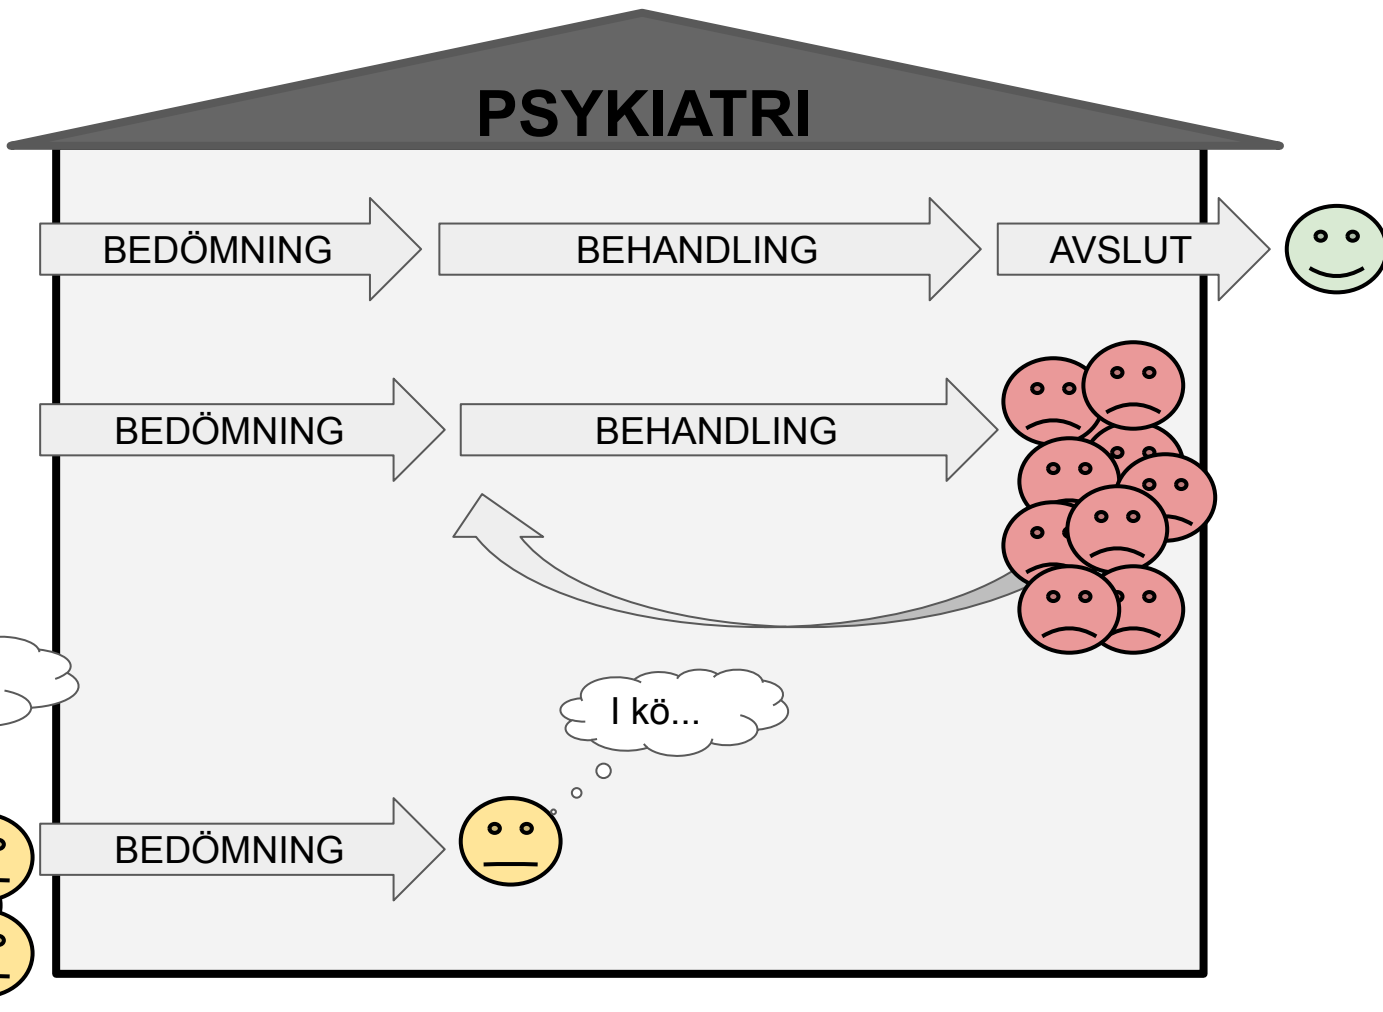 PSYKIATRI
BEDÖMNING
BEHANDLING
AVSLUT
BEDÖMNING
BEHANDLING
I kö...
BEDÖMNING